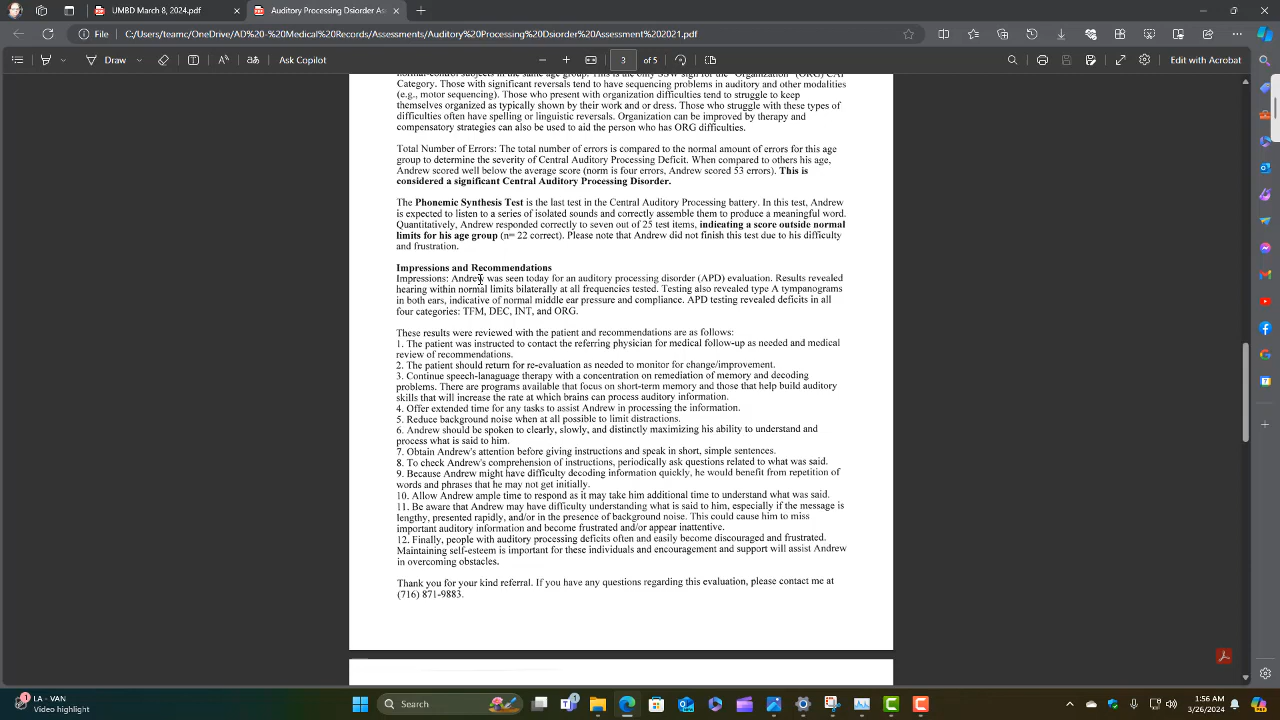 UMBD March 8, 2024.pdf
Auditory Processing Disorder As
File
C:/Users/teamc/OneDrive/AD%20-%20Medical%20Records/Assessments/Auditory%20Processing%20Dsorder%20Assessment%202021.pdf
Draw
Ask Copilot
3 of 5
normal-control subjects in the same age group. This is the only SSW sign for the "Organization" (ORG) CAP
Category. Those with significant reversals tend to have sequencing problems in auditory and other modalities
(e.g., motor sequencing). Those who present with organization difficulties tend to struggle to keep
themselves organized as typically shown by their work and or dress. Those who struggle with these types of
difficulties often have spelling or linguistic reversals. Organization can be improved by therapy and
compensatory strategies can also be used to aid the person who has ORG difficulties.
Total Number of Errors: The total number of errors is compared to the normal amount of errors for this age
group to determine the severity of Central Auditory Processing Deficit. When compared to others his age,
Andrew scored well below the average score (norm is four errors, Andrew scored 53 errors). This is
considered a significant Central Auditory Processing Disorder.
The Phonemic Synthesis Test is the last test in the Central Auditory Processing battery. In this test, Andrew
is expected to listen to a series of isolated sounds and correctly assemble them to produce a meaningful word.
Quantitatively, Andrew responded correctly to seven out of 25 test items, indicating a score outside normal
limits for his age group (n= 22 correct). Please note that Andrew did not finish this test due to his difficulty
and frustration.
Impressions and Recommendations
Impressions: Andrew was seen today for an auditory processing disorder (APD) evaluation. Results revealed
hearing within normal limits bilaterally at all frequencies tested. Testing also revealed type A tympanograms
in both ears, indicative of normal middle ear pressure and compliance. APD testing revealed deficits in all
four categories: TFM, DEC, INT, and ORG.
These results were reviewed with the patient and recommendations are as follows:
1. The patient was instructed to contact the referring physician for medical follow-up as needed and medical
review of recommendations.
2. The patient should return for re-evaluation as needed to monitor for change/improvement.
3. Continue speech-lanaguage therapy with a concentration on remediation of memory and decoding
problems. There are programs available that focus on short-term memory and those that help build auditory
skills that will increase the rate at which brains can process auditory information.
4. Offer extended time for any tasks to assist Andrew in processing the information.
5. Reduce background noise when at all possible to limit distractions.
6. Andrew should be spoken to clearly, slowly, and distinctly maximizing his ability to understand and
process what is said to him.
7. Obtain Andrew's attention before giving instructions and speak in short, simple sentences.
8. To check Andrew's comprehension of instructions, periodically ask questions related to what was said.
9. Because Andrew might have difficulty decoding information quickly, he would benefit from repetition of
words and phrases that he may not get initially.
10. Allow Andrew ample time to respond as it may take him additional time to understand what was said.
11. Be aware that Andrew may have difficulty understanding what is said to him, especially if the message is
lengthy, presented rapidly, and/or in the presence of background noise. This could cause him to miss
important auditory information and become frustrated and/or appear inattentive.
12. Finally, people with auditory processing deficits often and easily become discouraged and frustrated.
Maintaining self-esteem is important for these individuals and encouragement and support will assist Andrew
in overcoming obstacles.
Thank you for your kind referral. If you have any questions regarding this evaluation, please contact me at
(716) 871-9883.
LA - VAN
Video highlight
Search
1:56 AM
3/26/2024